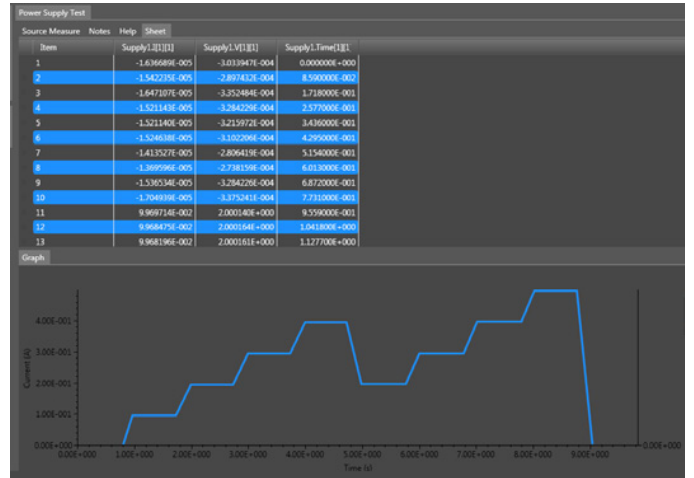 Power Supply Test
Source Measure Notes Help Sheet
Item Supply1.I[1][1] Supply1.V[1][1] Supply1.Time[1][1
1 -1.636689E-005 -3.033947E-004 0.000000E+000
2 -1.542235E-005 -2.897432E-004 8.590000E-002
3 -1.647107E-005 -3.352484E-004 1.718000E-001
4 -1.521143E-005 -3.284229E-004 2.577000E-001
5 -1.521140E-005 -3.215972E-004 3.436000E-001
6 -1.524638E-005 -3.102206E-004 4.295000E-001
7 -1.413527E-005 -2.806419E-004 5.154000E-001
8 -1.369596E-005 -2.738159E-004 6.013000E-001
9 -1.536534E-005 -3.284226E-004 6.872000E-001
10 -1.704939E-005 -3.375241E-004 7.731000E-001
11 9.969714E-002 2.000140E+000 9.559000E-001
12 9.968475E-002 2.000164E+000 1.041800E+000
13 9.968196E-002 2.000161E+000 1.127700E+000
Graph
4.00E-001
3.00E-001
2.00E-001
1.00E-001
0.00E+000
Current (A)
0.00E+000 1.00E+000 2.00E+000 3.00E+000 4.00E+000 5.00E+000 6.00E+000 7.00E+000 8.00E+000 9.00E+000
0.00E+000
Time (s)